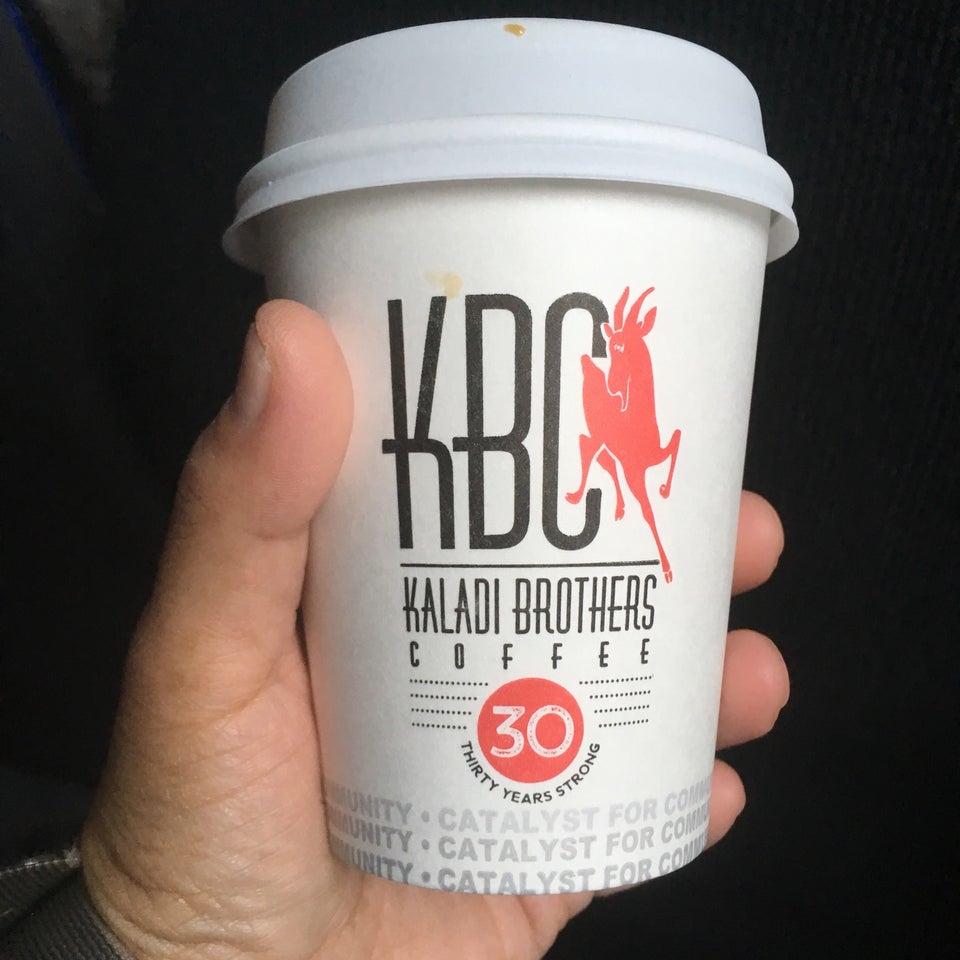 KBC
KALADI BROTHERS
COFFEE
30
THIRTY YEARS STRONG
• CATALYST FOR
• CATALYST FOR
• CATALYST FOR